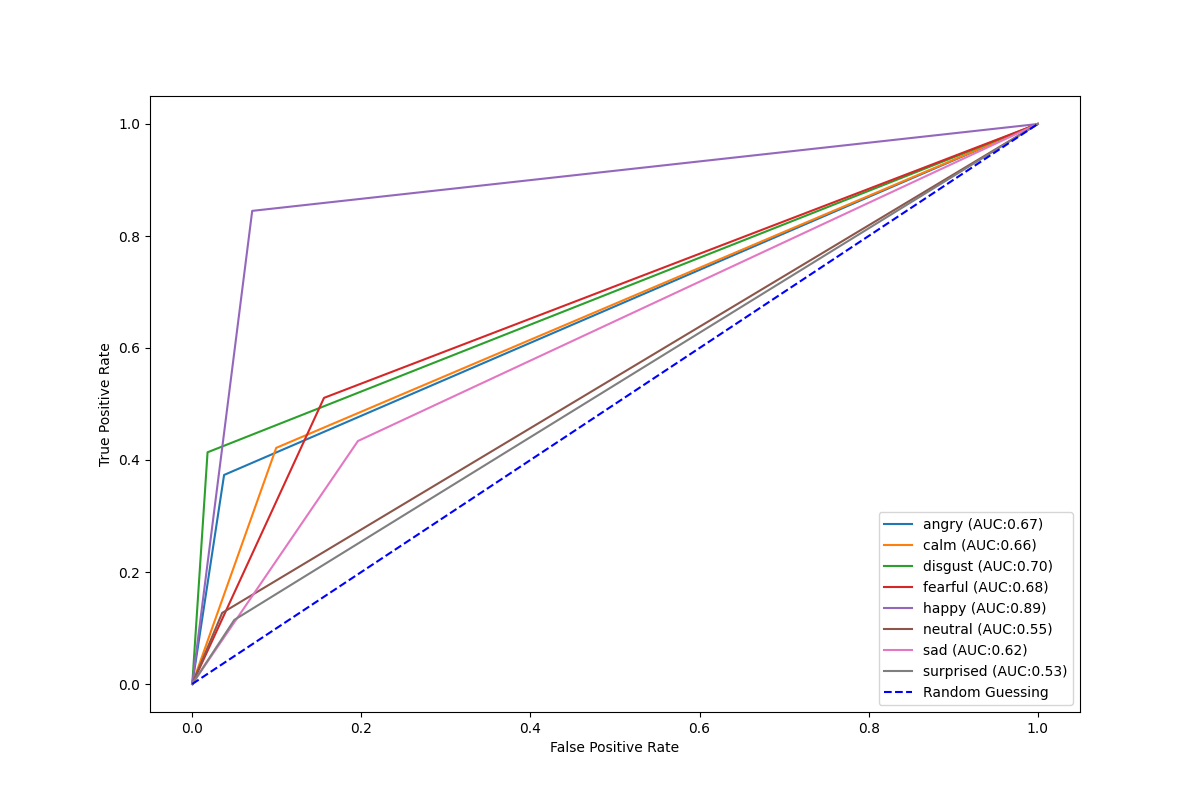 1.0
0.8
0.6
0.4
0.2
0.0
True Positive Rate
0.0 0.2 0.4 0.6 0.8 1.0
False Positive Rate
angry (AUC:0.67)
calm (AUC:0.66)
disgust (AUC:0.70)
fearful (AUC:0.68)
happy (AUC:0.89)
neutral (AUC:0.55)
sad (AUC:0.62)
surprised (AUC:0.53)
Random Guessing